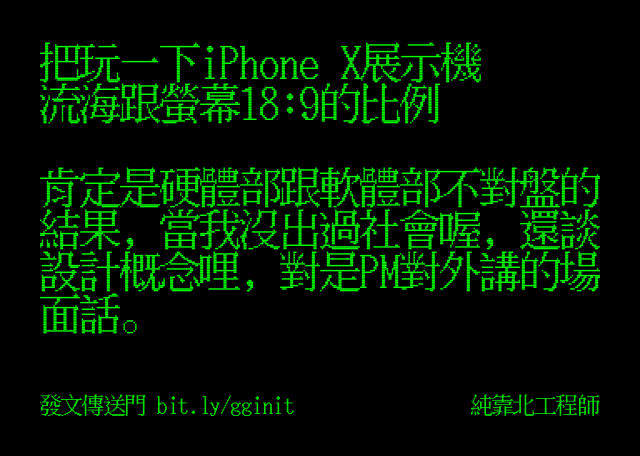 把玩一下iPhone X展示機
流海跟螢幕18:9的比例
肯定是硬體部跟軟體部不對盤的
結果, 當我沒出過社會喔, 還談
設計概念哩, 對是PM對外講的場
面話。
發文傳送門 bit.ly/gginit
純靠北工程師